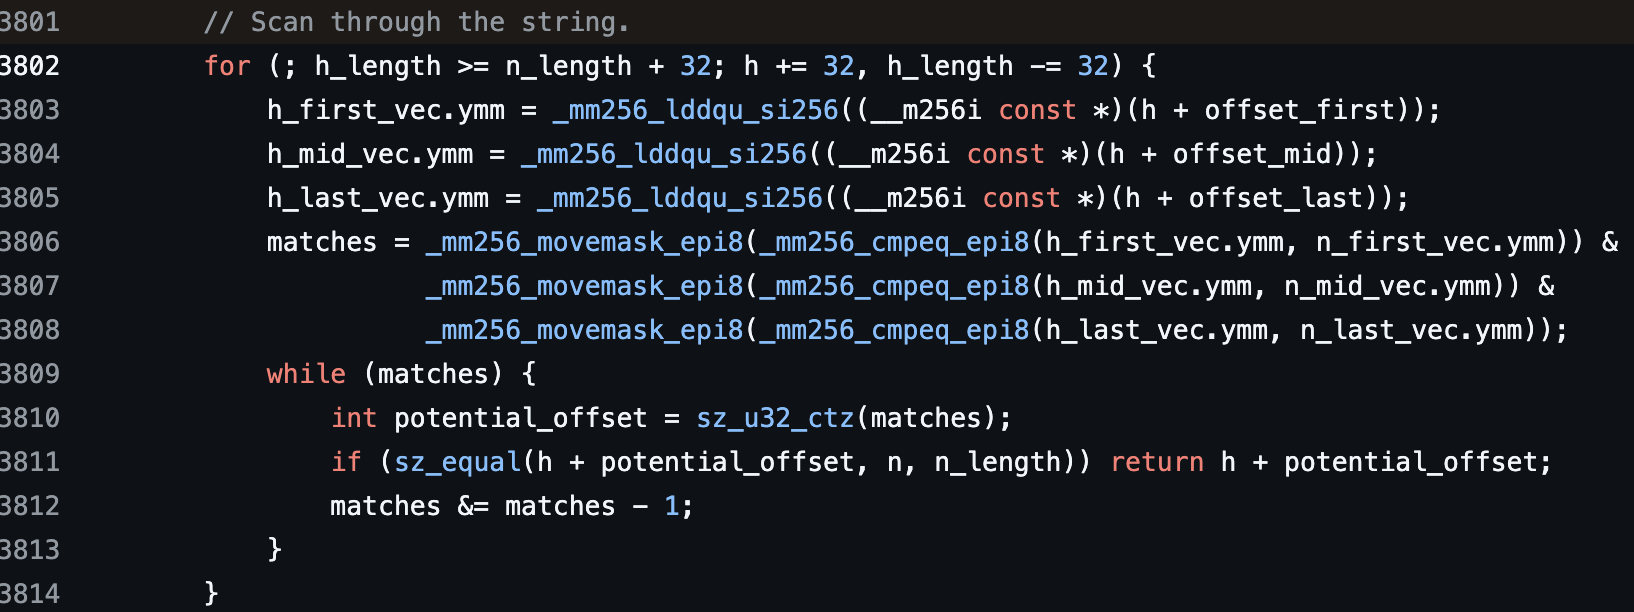 3801 // Scan through the string.
3802 for (; h_length >= n_length + 32; h += 32, h_length -= 32) {
3803 h_first_vec.ymm = _mm256_lddqu_si256((__m256i const *)(h + offset_first));
3804 h_mid_vec.ymm = _mm256_lddqu_si256((__m256i const *)(h + offset_mid));
3805 h_last_vec.ymm = _mm256_lddqu_si256((__m256i const *)(h + offset_last));
3806 matches = _mm256_movemask_epi8(_mm256_cmpeq_epi8(h_first_vec.ymm, n_first_vec.ymm)) &
3807 _mm256_movemask_epi8(_mm256_cmpeq_epi8(h_mid_vec.ymm, n_mid_vec.ymm)) &
3808 _mm256_movemask_epi8(_mm256_cmpeq_epi8(h_last_vec.ymm, n_last_vec.ymm));
3809 while (matches) {
3810 int potential_offset = sz_u32_ctz(matches);
3811 if (sz_equal(h + potential_offset, n, n_length)) return h + potential_offset;
3812 matches &= matches - 1;
3813 }
3814 }